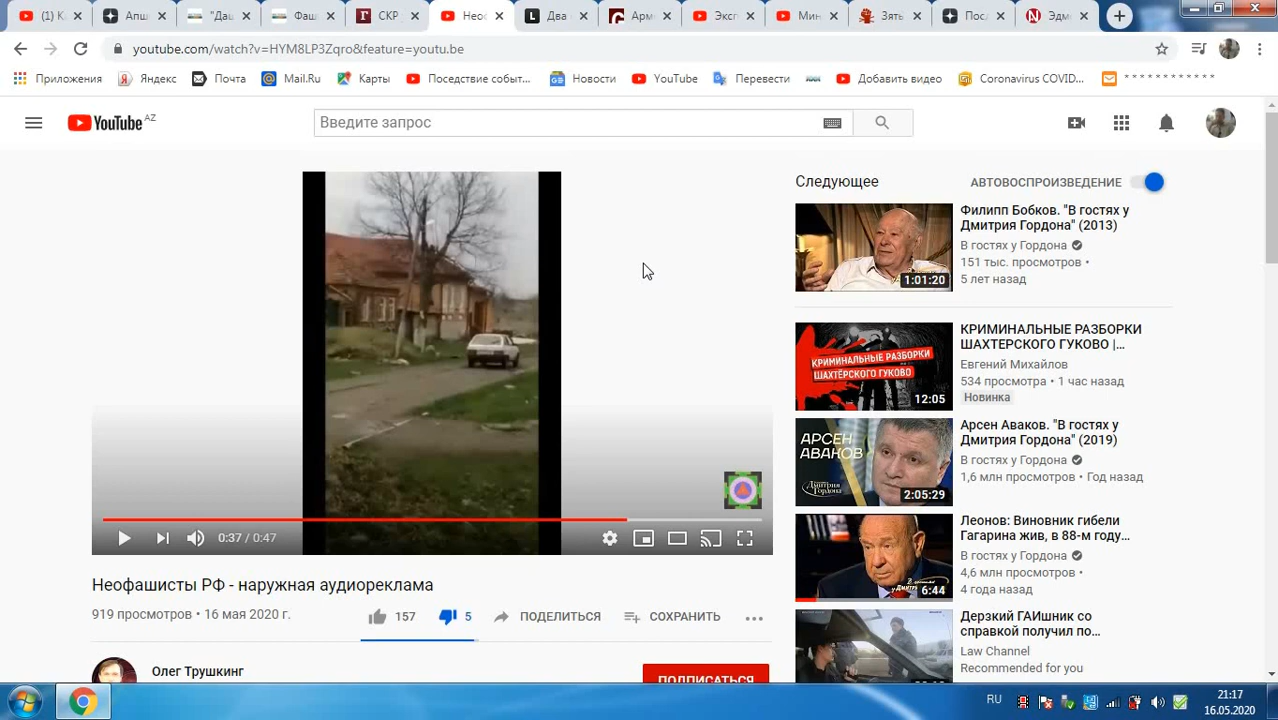 (1) К
Апш
"Даш
Фаш
СКР
Нео
Два
Арм
Эксп
Мин
Зять
Посл
Эдм
youtube.com/watch?v=HYM8LP3Zqro&feature=youtu.be
Приложения
Яндекс
Почта
Mail.Ru
Карты
Поседствие событ...
Новости
YouTube
Перевести
Добавить видео
Coronavirus COVID...
* * * * * * * * * * * *
YouTube AZ
Введите запрос
Следующее
АВТОВОСПРОИЗВЕДЕНИЕ
Филипп Бобков. "В гостях у
Дмитрия Гордона" (2013)
В гостях у Гордона
151 тыс. просмотров •
5 лет назад
1:01:20
КРИМИНАЛЬНЫЕ РАЗБОРКИ
ШАХТЁРСКОГО ГУКОВО
12:05
КРИМИНАЛЬНЫЕ РАЗБОРКИ
ШАХТЕРСКОГО ГУКОВО |...
Евгений Михайлов
534 просмотра • 1 час назад
Новинка
АРСЕН
АВАКОВ
Дмитрий
Гордон
2:05:29
Арсен Аваков. "В гостях у
Дмитрия Гордона" (2019)
В гостях у Гордона
1,6 млн просмотров • Год назад
6:44
Леонов: Виновник гибели
Гагарина жив, в 88-м году...
В гостях у Гордона
4,6 млн просмотров •
4 года назад
Дерзкий ГАИшник со
справкой получил по...
Law Channel
Recommended for you
0:37 / 0:47
Неофашисты РФ - наружная аудиореклама
919 просмотров • 16 мая 2020 г.
157
5
ПОДЕЛИТЬСЯ
СОХРАНИТЬ
Олег Трушкинг
ПОДПИСАТЬСЯ
RU
21:17
16.05.2020